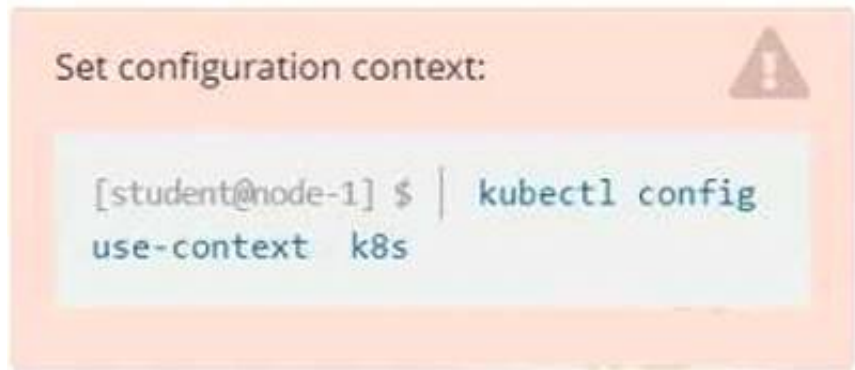 Set configuration context:
[student@node-1] $ | kubectl config
use-context k8s